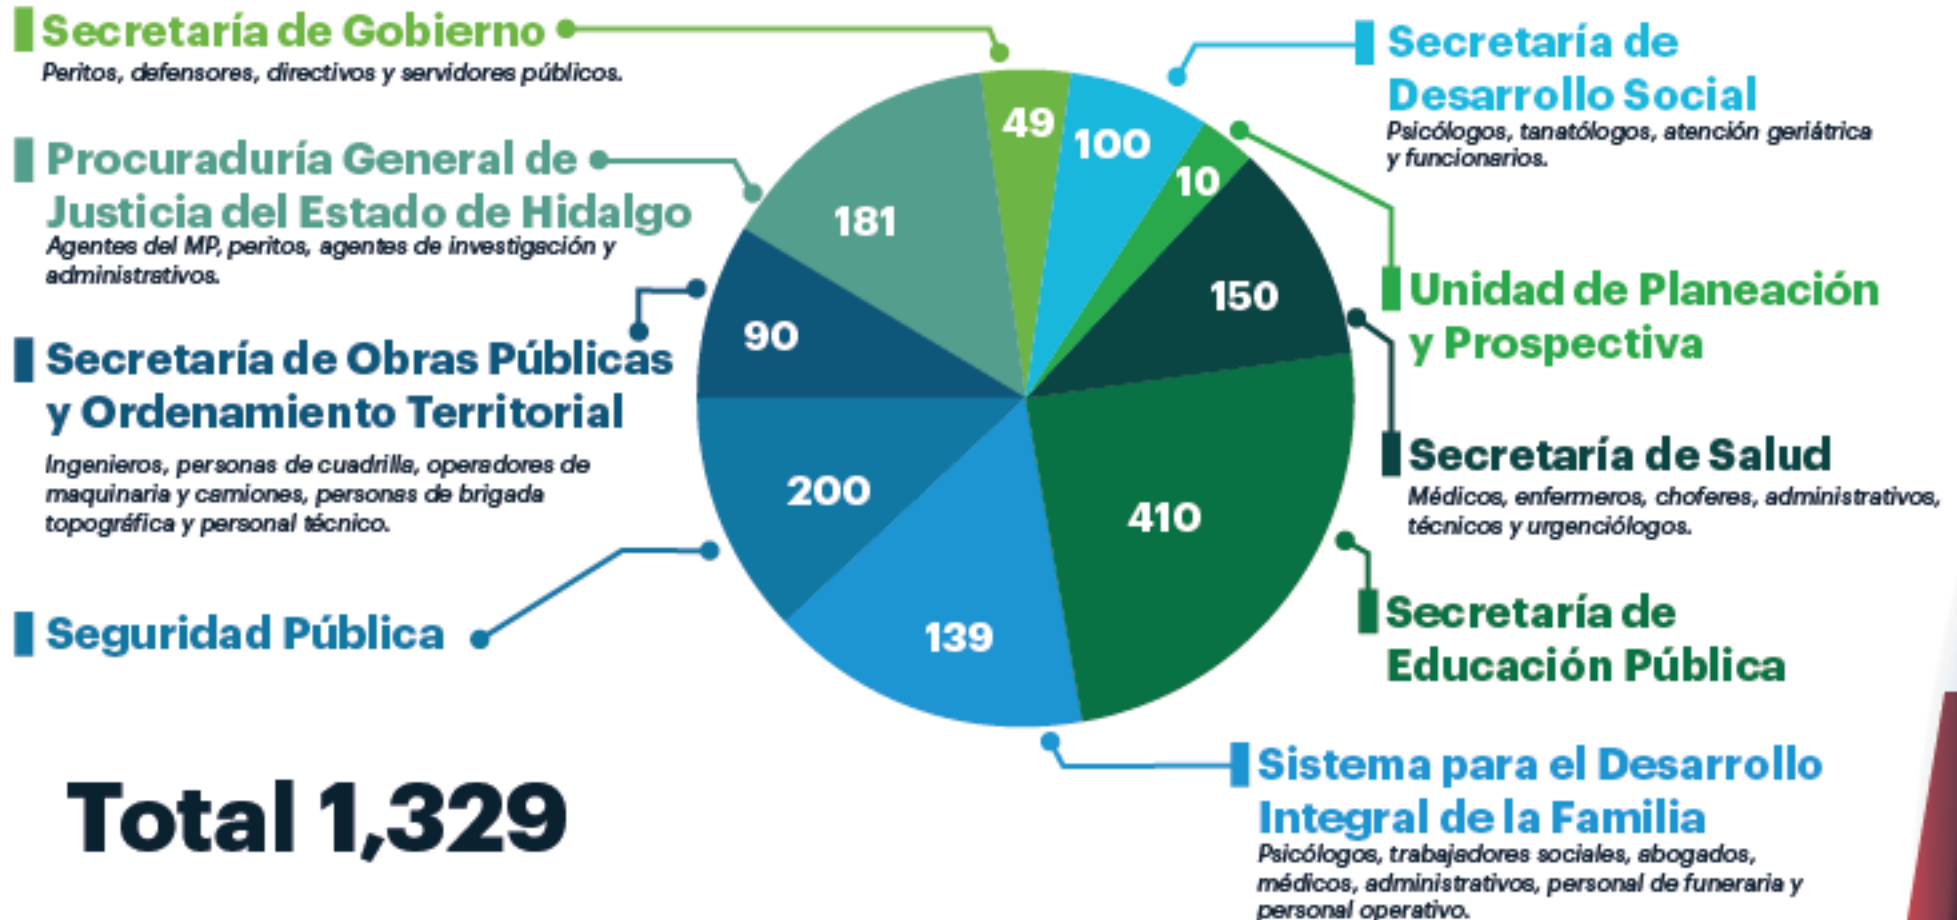 Secretaría de Gobierno
Peritos, defensores, directivos y servidores públicos.
Procuraduría General de
Justicia del Estado de Hidalgo
Agentes del MP, peritos, agentes de investigación y
administrativos.
Secretaría de Obras Públicas
y Ordenamiento Territorial
Ingenieros, personas de cuadrilla, operadores de
maquinaria y camiones, personas de brigada
topográfica y personal técnico.
Seguridad Pública
Total 1,329
49
100
10
181
150
90
200
410
139
Secretaría de
Desarrollo Social
Psicólogos, tanatólogos, atención geriátrica
y funcionarios.
Unidad de Planeación
y Prospectiva
Secretaría de Salud
Médicos, enfermeros, choferes, administrativos,
técnicos y urgenciólogos.
Secretaría de
Educación Pública
Sistema para el Desarrollo
Integral de la Familia
Psicólogos, trabajadores sociales, abogados,
médicos, administrativos, personal de funeraria y
personal operativo.